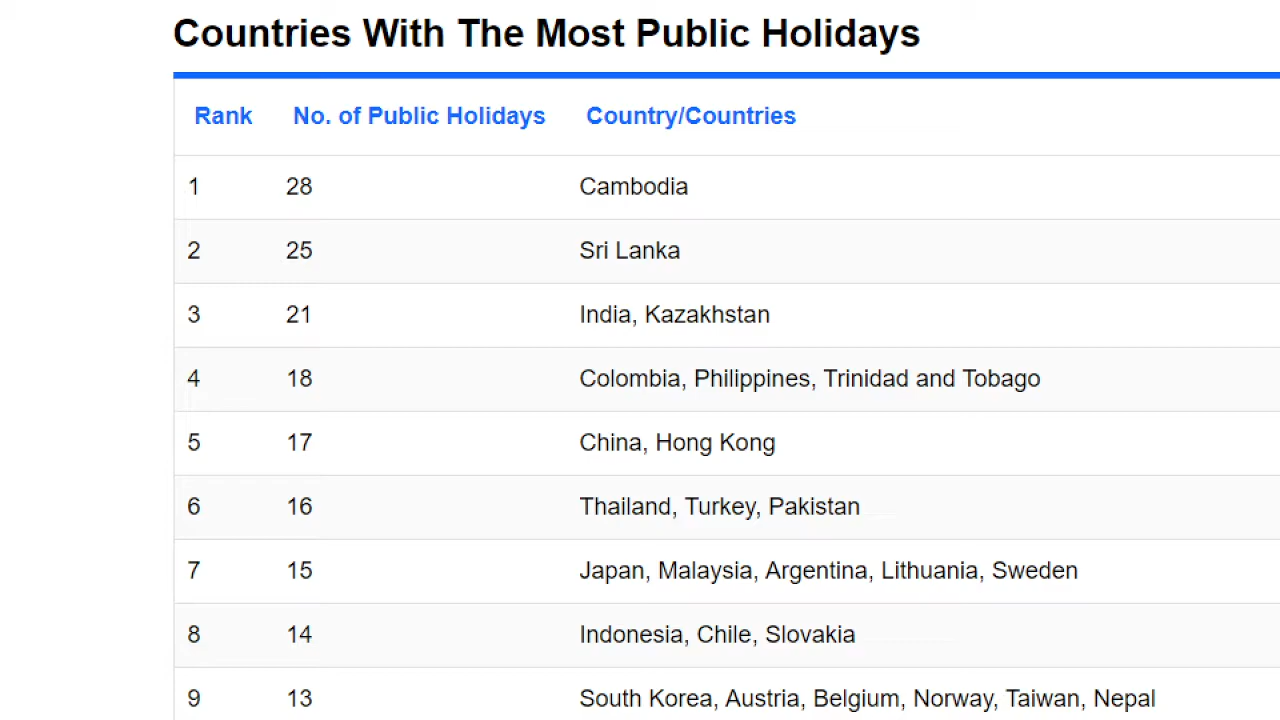 Countries With The Most Public Holidays
Rank No. of Public Holidays Country/Countries
1 28 Cambodia
2 25 Sri Lanka
3 21 India, Kazakhstan
4 18 Colombia, Philippines, Trinidad and Tobago
5 17 China, Hong Kong
6 16 Thailand, Turkey, Pakistan
7 15 Japan, Malaysia, Argentina, Lithuania, Sweden
8 14 Indonesia, Chile, Slovakia
9 13 South Korea, Austria, Belgium, Norway, Taiwan, Nepal